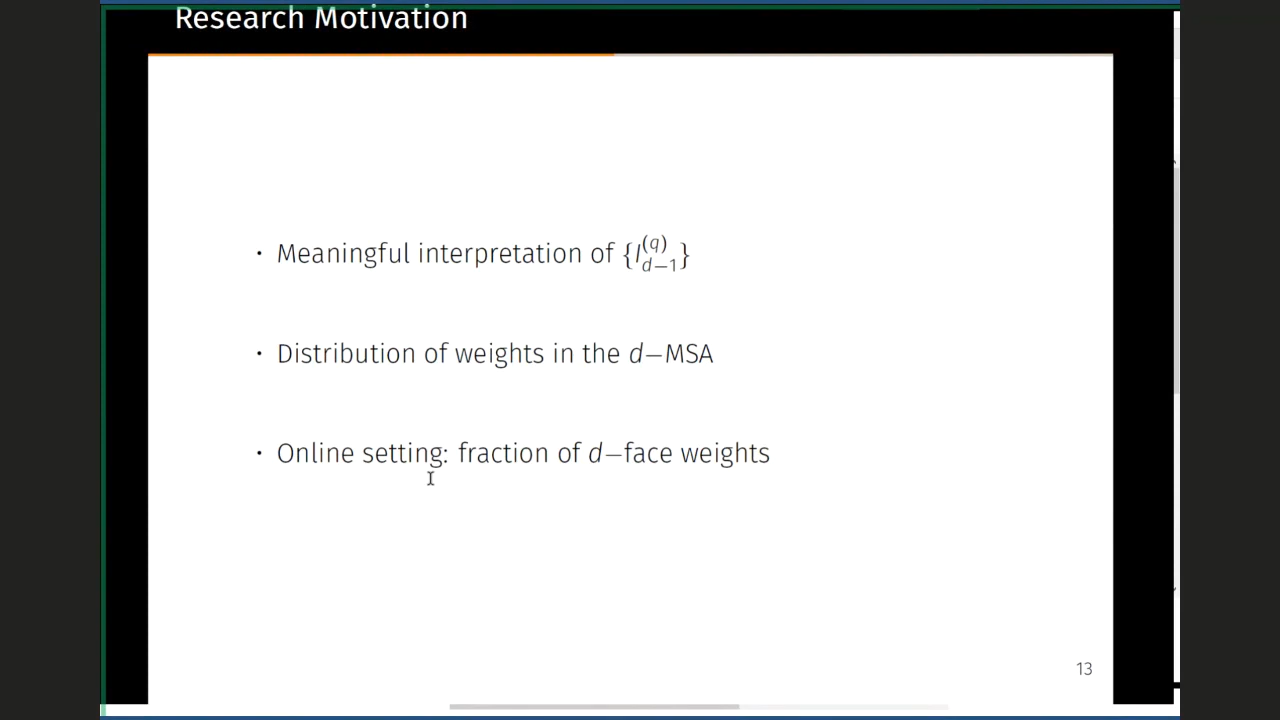 Research Motivation
· Meaningful interpretation of {I_{d−1}^{(q)}}
· Distribution of weights in the d−MSA
· Online setting: fraction of d−face weights
13